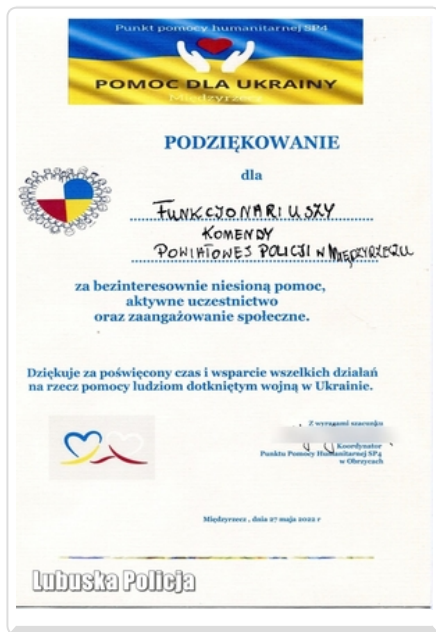 Punkt pomocy humanitarnej SP4
POMOC DLA UKRAINY
Międzyrzecz
PODZIĘKOWANIE
dla
FUNKCJONARIUSZY
KOMENDY
POWIATOWEJ POLICJI W MIĘDZYRZECZU
za bezinteresownie niesioną pomoc,
aktywne uczestnictwo
oraz zaangażowanie społeczne.
Dziękuje za poświęcony czas i wsparcie wszelkich działań
na rzecz pomocy ludziom dotkniętym wojną w Ukrainie.
Z wyrazami szacunku
Koordynator
Punktu Pomocy Humanitarnej SP4
w Obrzycach
Międzyrzecz , dnia 27 maja 2022 r
Lubuska Policja